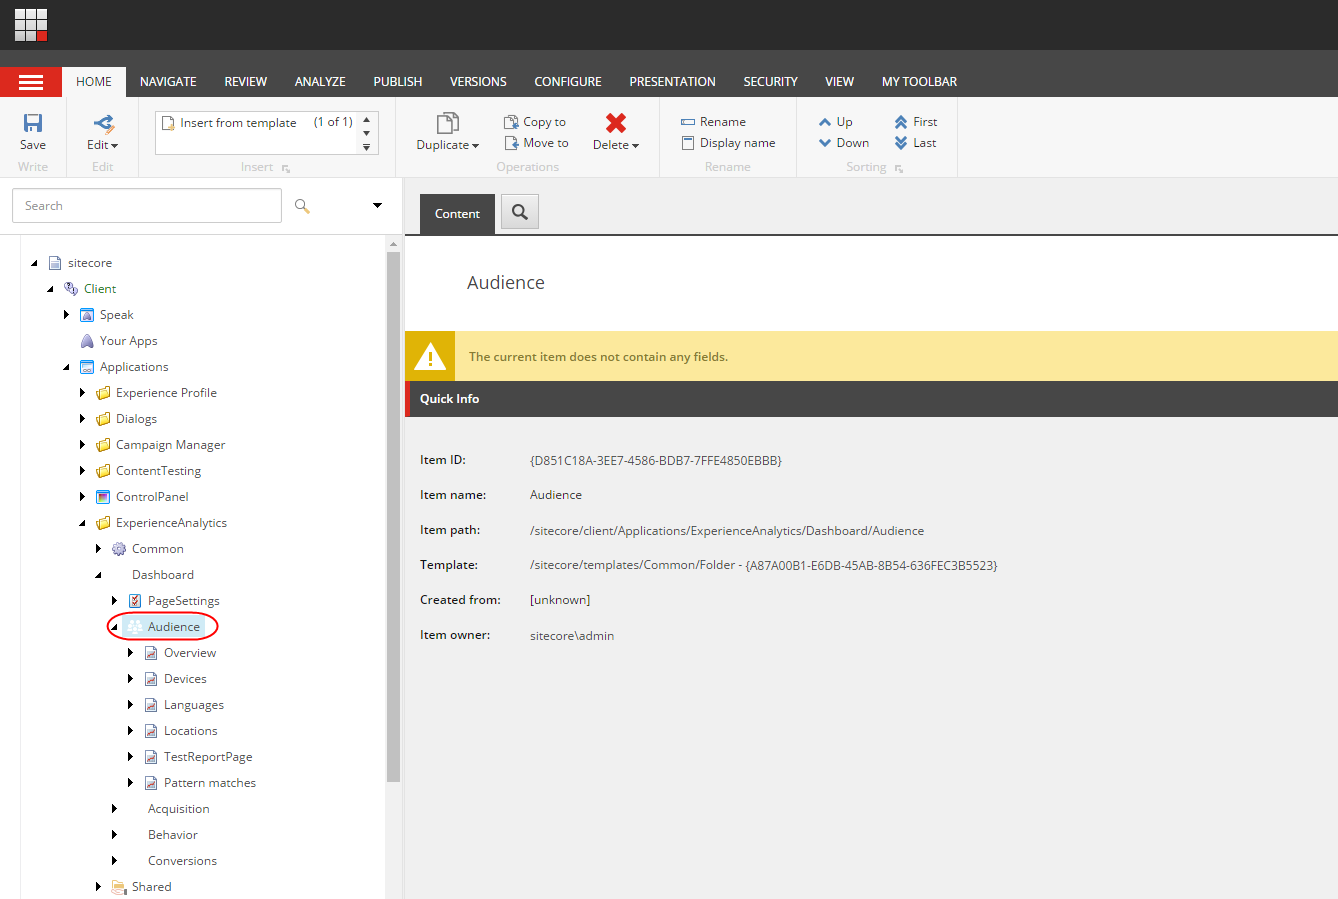 HOME NAVIGATE REVIEW ANALYZE PUBLISH VERSIONS CONFIGURE PRESENTATION SECURITY VIEW MY TOOLBAR
Insert from template (1 of 1) Copy to Rename Up First
Save Edit Duplicate Move to Delete Display name Down Last
Write Edit Insert Operations Rename Sorting
Search
Content
sitecore
Client
Speak
Your Apps
Applications
Experience Profile
Dialogs
Campaign Manager
ContentTesting
ControlPanel
ExperienceAnalytics
Common
Dashboard
PageSettings
Audience
Overview
Devices
Languages
Locations
TestReportPage
Pattern matches
Acquisition
Behavior
Conversions
Shared
Audience
The current item does not contain any fields.
Quick Info
Item ID: {D851C18A-3EE7-4586-BDB7-7FFE4850EBBB}
Item name: Audience
Item path: /sitecore/client/Applications/ExperienceAnalytics/Dashboard/Audience
Template: /sitecore/templates/Common/Folder - {A87A00B1-E6DB-45AB-8B54-636FEC3B5523}
Created from: [unknown]
Item owner: sitecore\admin